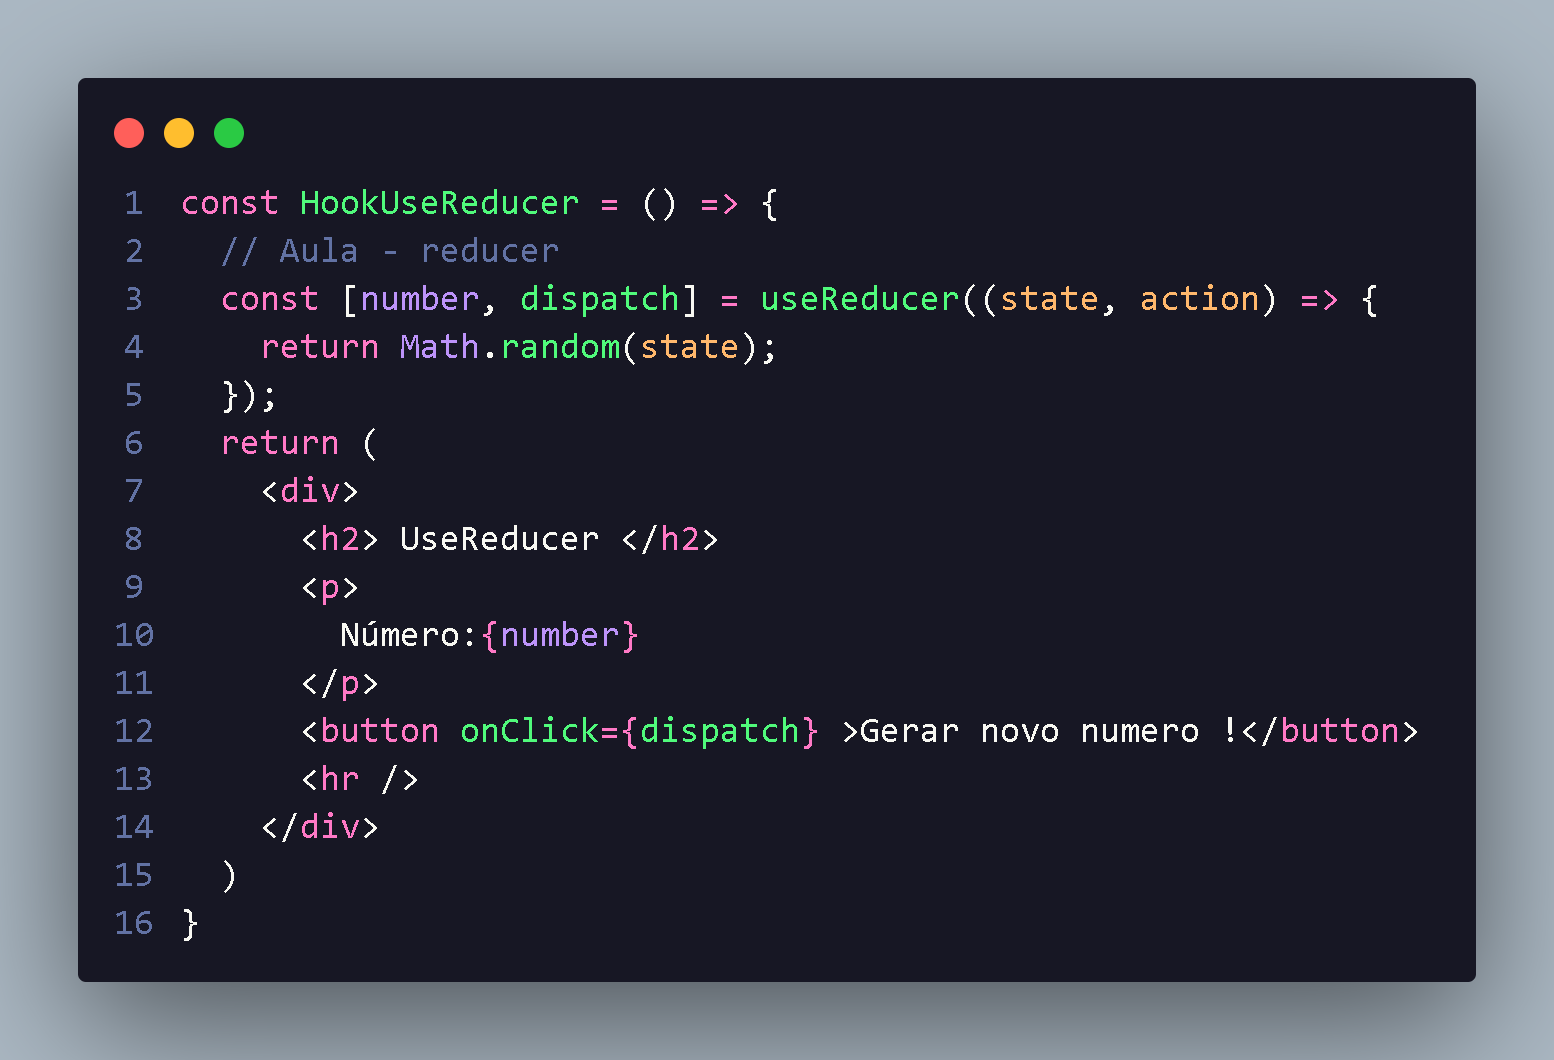 1 const HookUseReducer = () => {
2   // Aula - reducer
3   const [number, dispatch] = useReducer((state, action) => {
4     return Math.random(state);
5   });
6   return (
7     <div>
8       <h2> UseReducer </h2>
9       <p>
10         Número:{number}
11       </p>
12       <button onClick={dispatch} >Gerar novo numero !</button>
13       <hr />
14     </div>
15   )
16 }